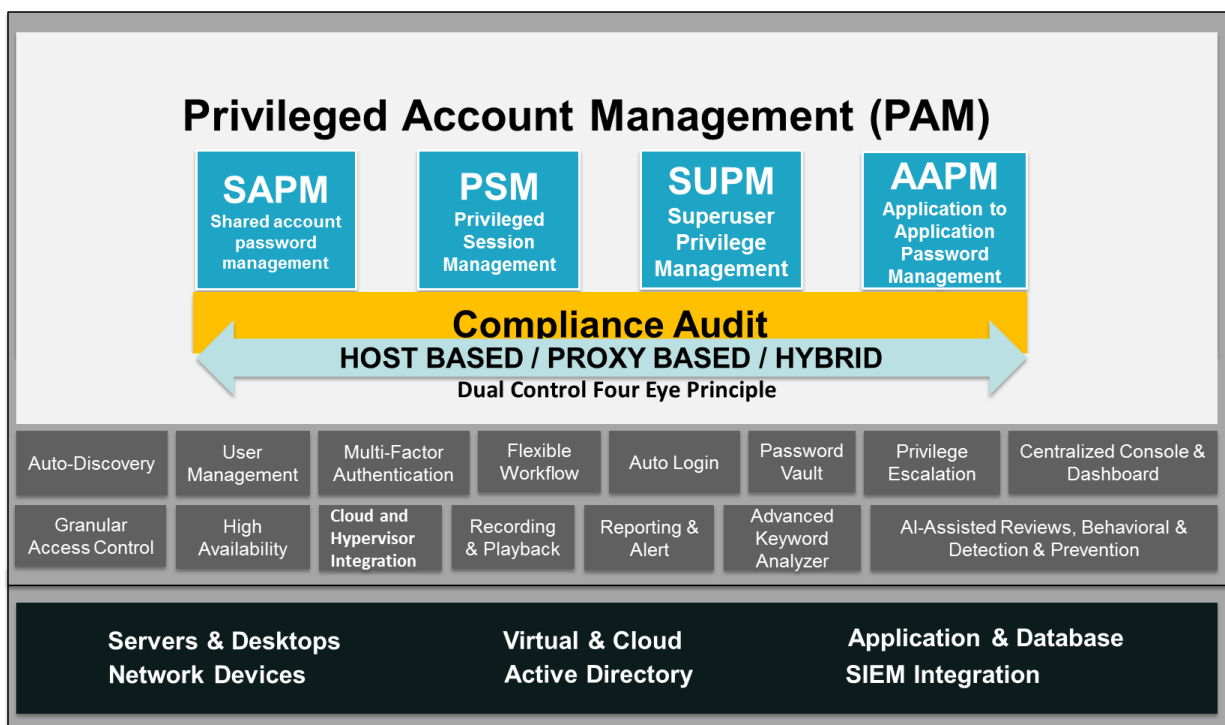 Privileged Account Management (PAM)
SAPM
Shared account
password
management
PSM
Privileged
Session
Management
SUPM
Superuser
Privilege
Management
AAPM
Application to
Application
Password
Management
Compliance Audit
HOST BASED / PROXY BASED / HYBRID
Dual Control Four Eye Principle
Auto-Discovery
User
Management
Multi-Factor
Authentication
Flexible
Workflow
Auto Login
Password
Vault
Privilege
Escalation
Centralized Console &
Dashboard
Granular
Access Control
High
Availability
Cloud and
Hypervisor
Integration
Recording
& Playback
Reporting &
Alert
Advanced
Keyword
Analyzer
AI-Assisted Reviews, Behavioral &
Detection & Prevention
Servers & Desktops
Network Devices
Virtual & Cloud
Active Directory
Application & Database
SIEM Integration